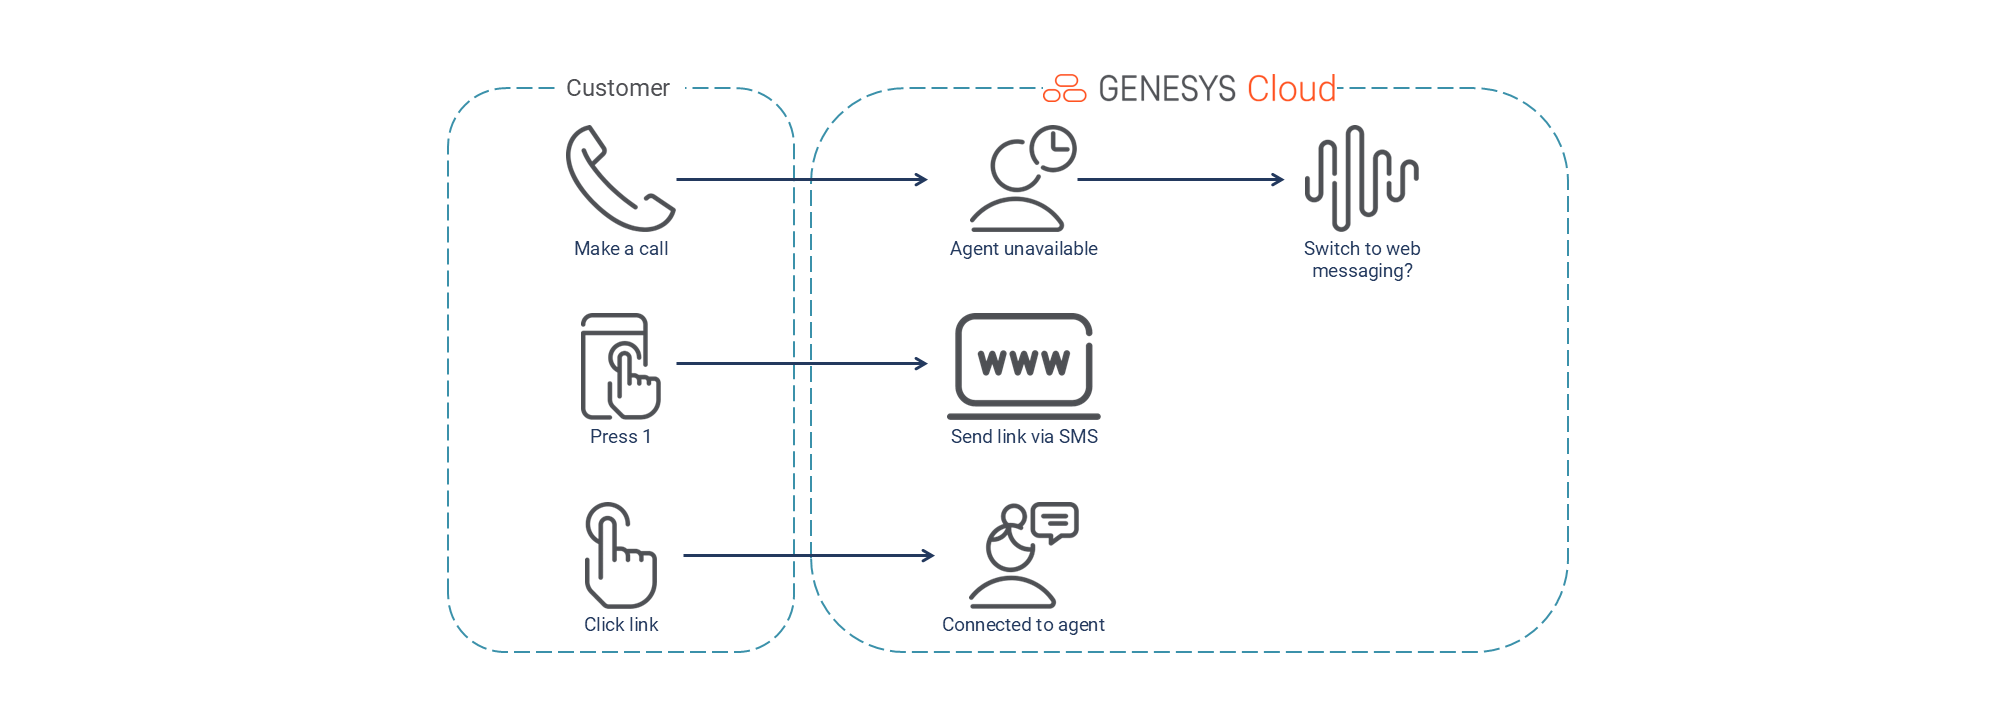 Customer
GENESYS Cloud
Make a call
Agent unavailable
Switch to web
messaging?
Press 1
www
Send link via SMS
Click link
Connected to agent